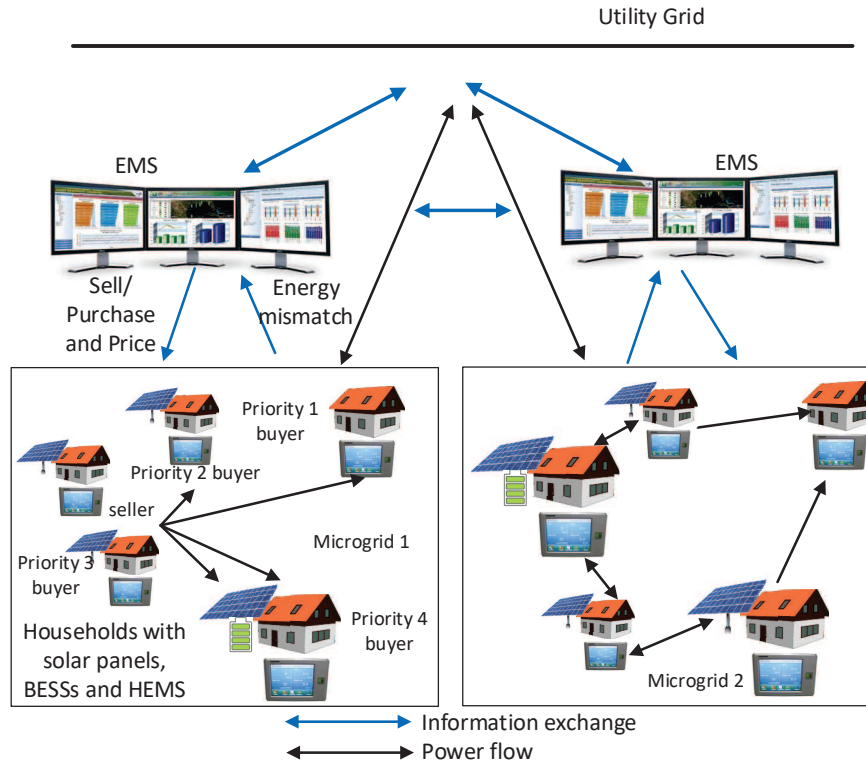 Utility Grid
EMS
EMS
Sell/
Purchase
and Price
Energy
mismatch
Priority 1
buyer
Priority 2 buyer
seller
Priority 3
buyer
Microgrid 1
Priority 4
buyer
Households with
solar panels,
BESSs and HEMS
Microgrid 2
Information exchange
Power flow